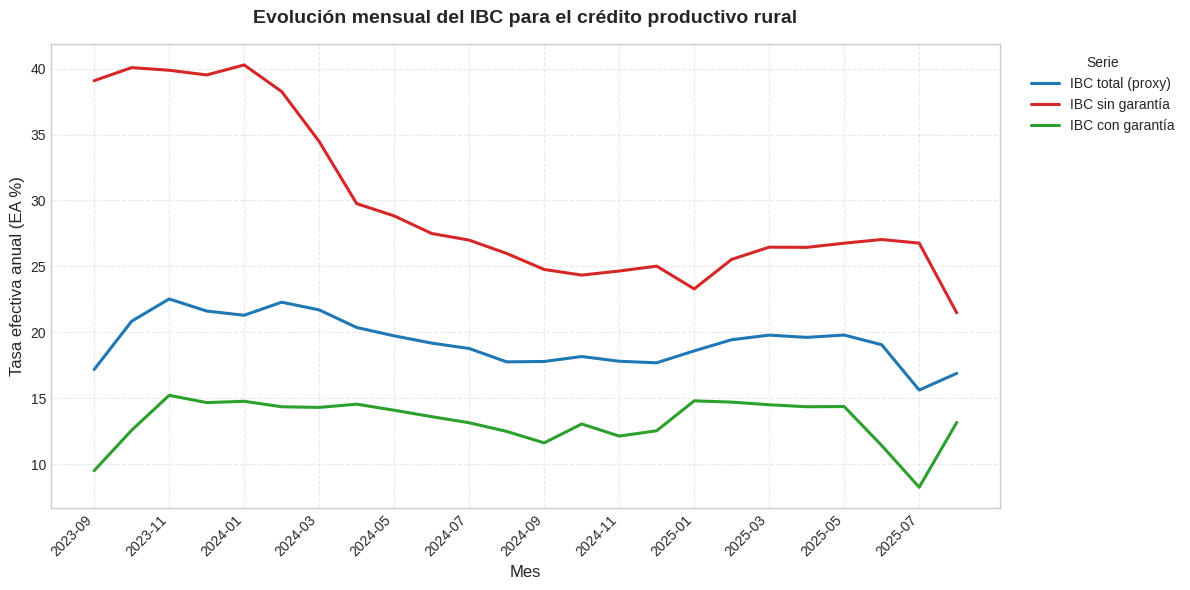 Evolución mensual del IBC para el crédito productivo rural
Serie
IBC total (proxy)
IBC sin garantía
IBC con garantía
Tasa efectiva anual (EA %)
40
35
30
25
20
15
10
2023-09
2023-11
2024-01
2024-03
2024-05
2024-07
2024-09
2024-11
2025-01
2025-03
2025-05
2025-07
Mes